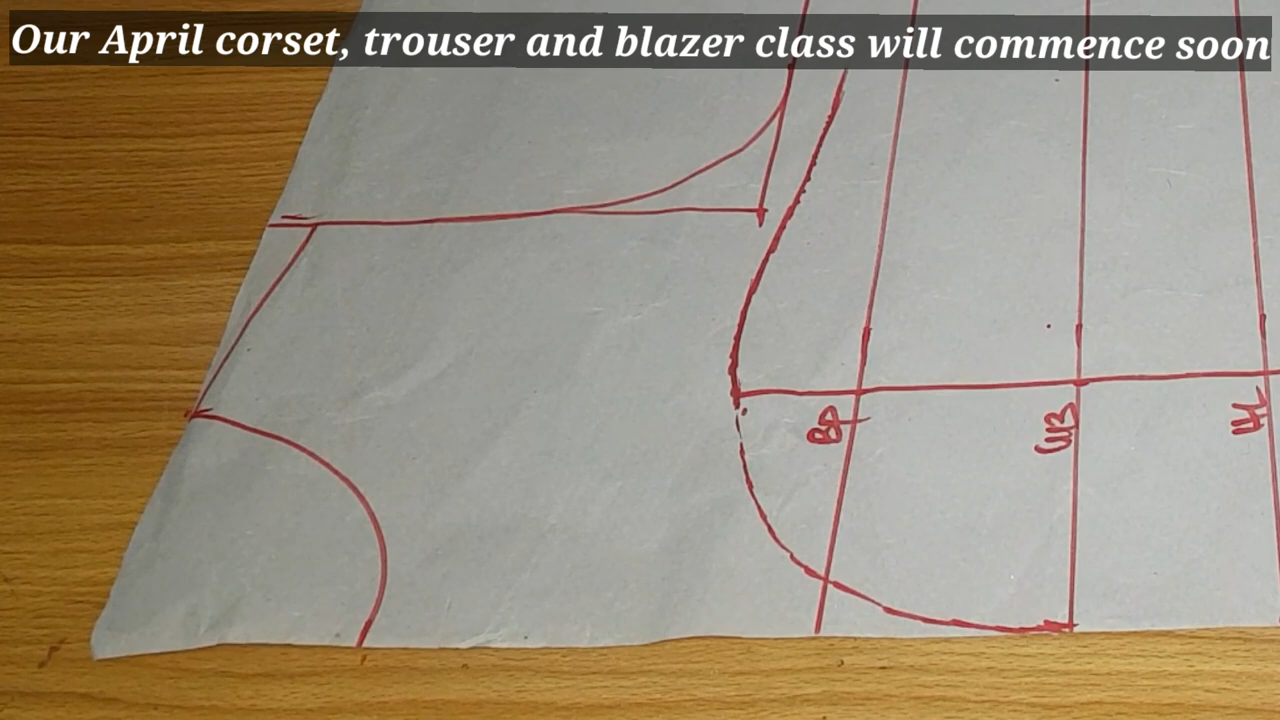 Our April corset, trouser and blazer class will commence soon
BP
WB
HL